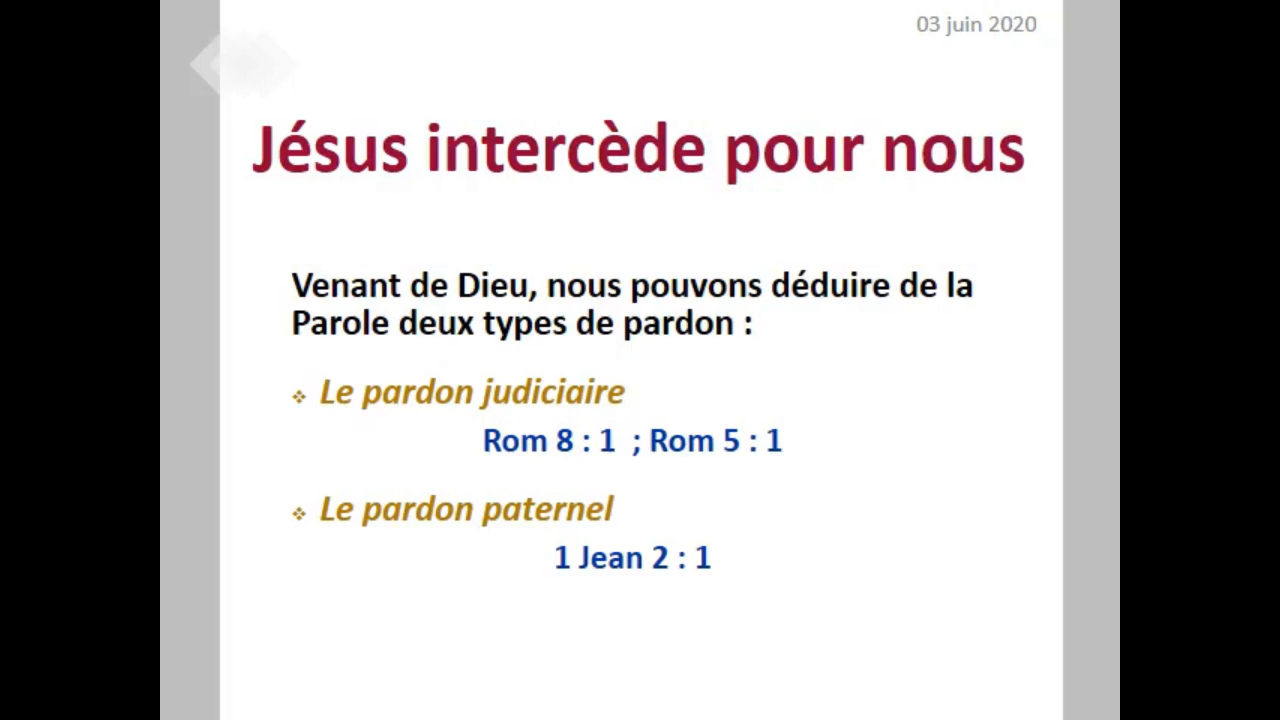 03 juin 2020
Jésus intercède pour nous
Venant de Dieu, nous pouvons déduire de la
Parole deux types de pardon :
❖ Le pardon judiciaire
Rom 8 : 1 ; Rom 5 : 1
❖ Le pardon paternel
1 Jean 2 : 1